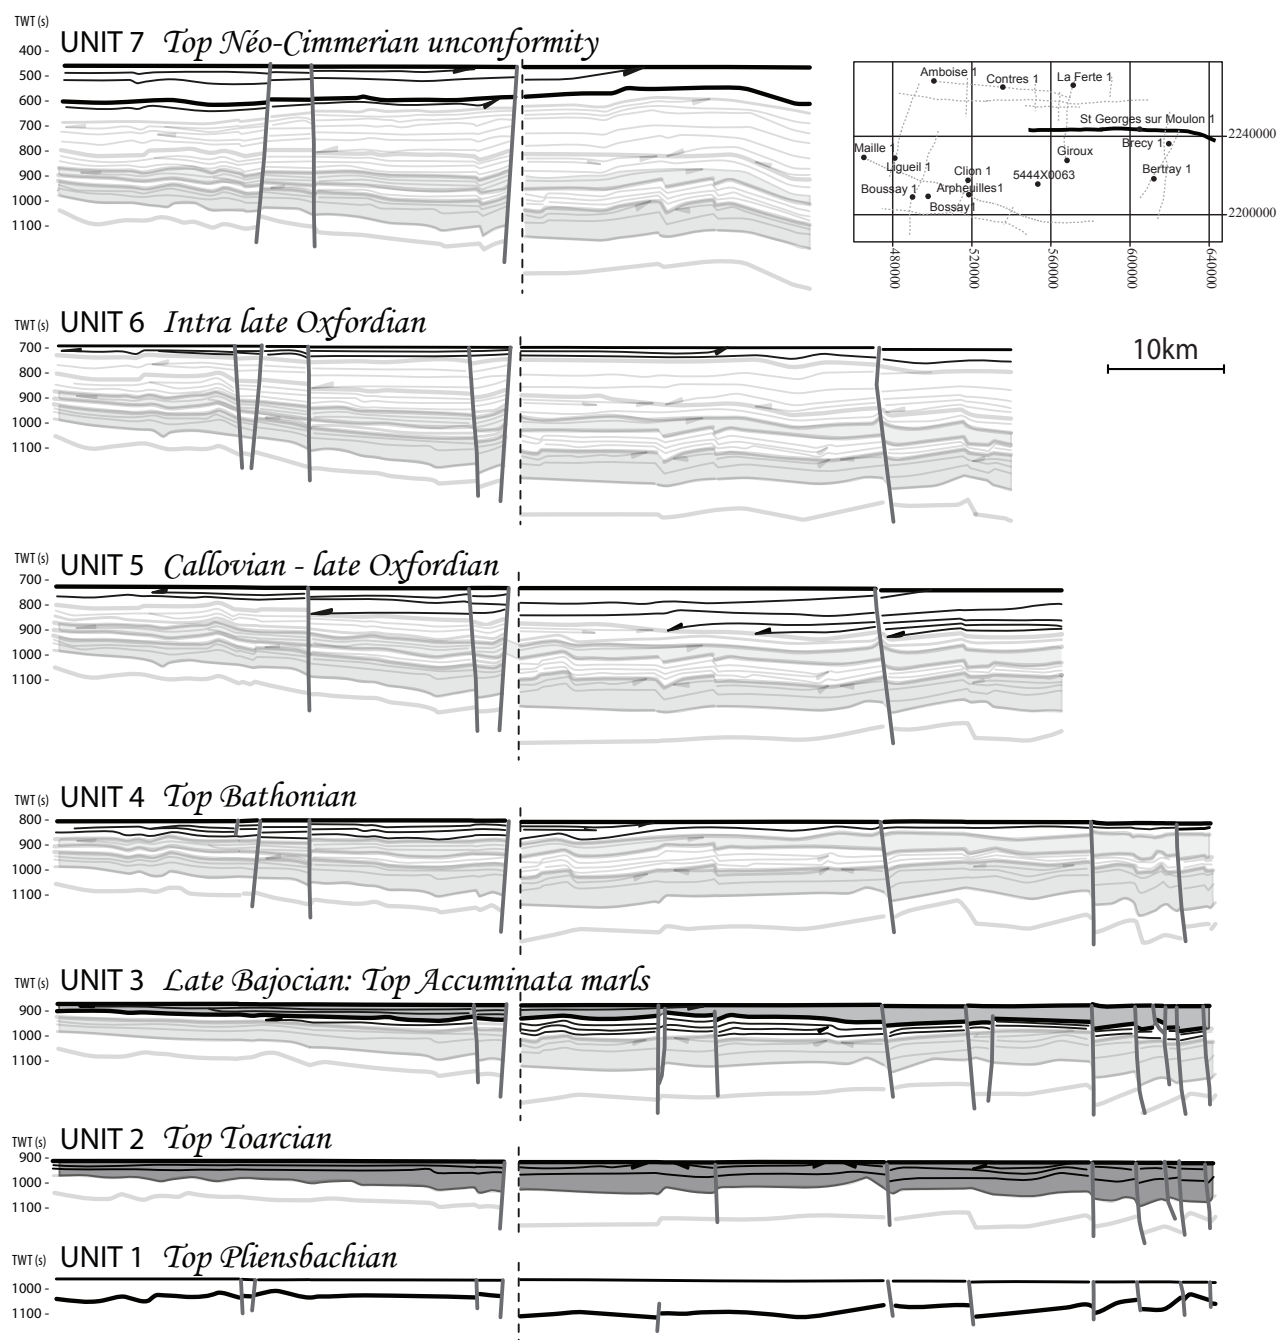 TWT (s)
UNIT 7 Top Néo-Cimmerian unconformity
400 -
500 -
600 -
700 -
800 -
900 -
1000 -
1100 -
Amboise 1
Contres 1
La Ferte 1
St Georges sur Moulon 1
2240000
Maille 1
Ligueil 1
Giroux
Brecy 1
Clion 1
5444X0063
Bertray 1
Boussay 1
Arpheuilles1
Bossay1
2200000
480000
520000
560000
600000
640000
TWT (s)
UNIT 6 Intra late Oxfordian
700 -
800 -
900 -
1000 -
1100 -
10km
TWT (s)
UNIT 5 Callovian - late Oxfordian
700 -
800 -
900 -
1000 -
1100 -
TWT (s)
UNIT 4 Top Bathonian
800 -
900 -
1000 -
1100 -
TWT (s)
UNIT 3 Late Bajocian: Top Accuminata marls
900 -
1000 -
1100 -
TWT (s)
UNIT 2 Top Toarcian
900 -
1000 -
1100 -
TWT (s)
UNIT 1 Top Pliensbachian
1000 -
1100 -